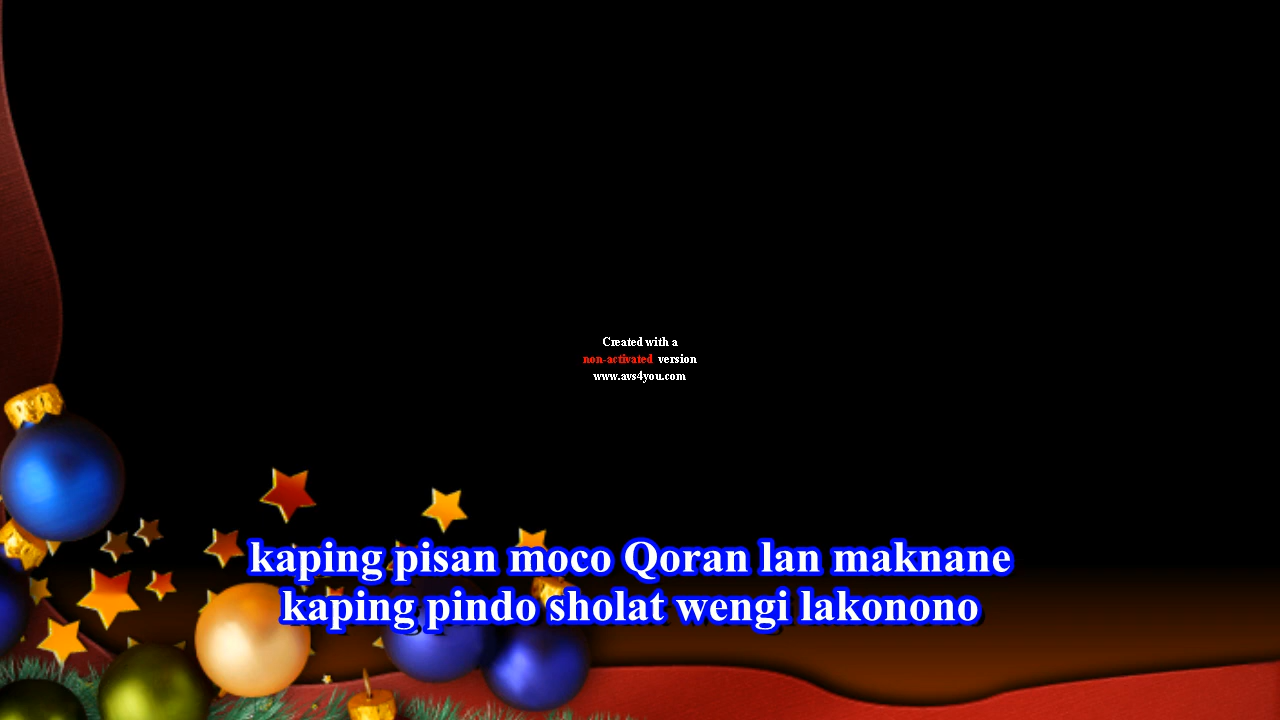 Created with a
non-activated version
www.avs4you.com
kaping pisan moco Qoran lan maknane
kaping pindo sholat wengi lakonono